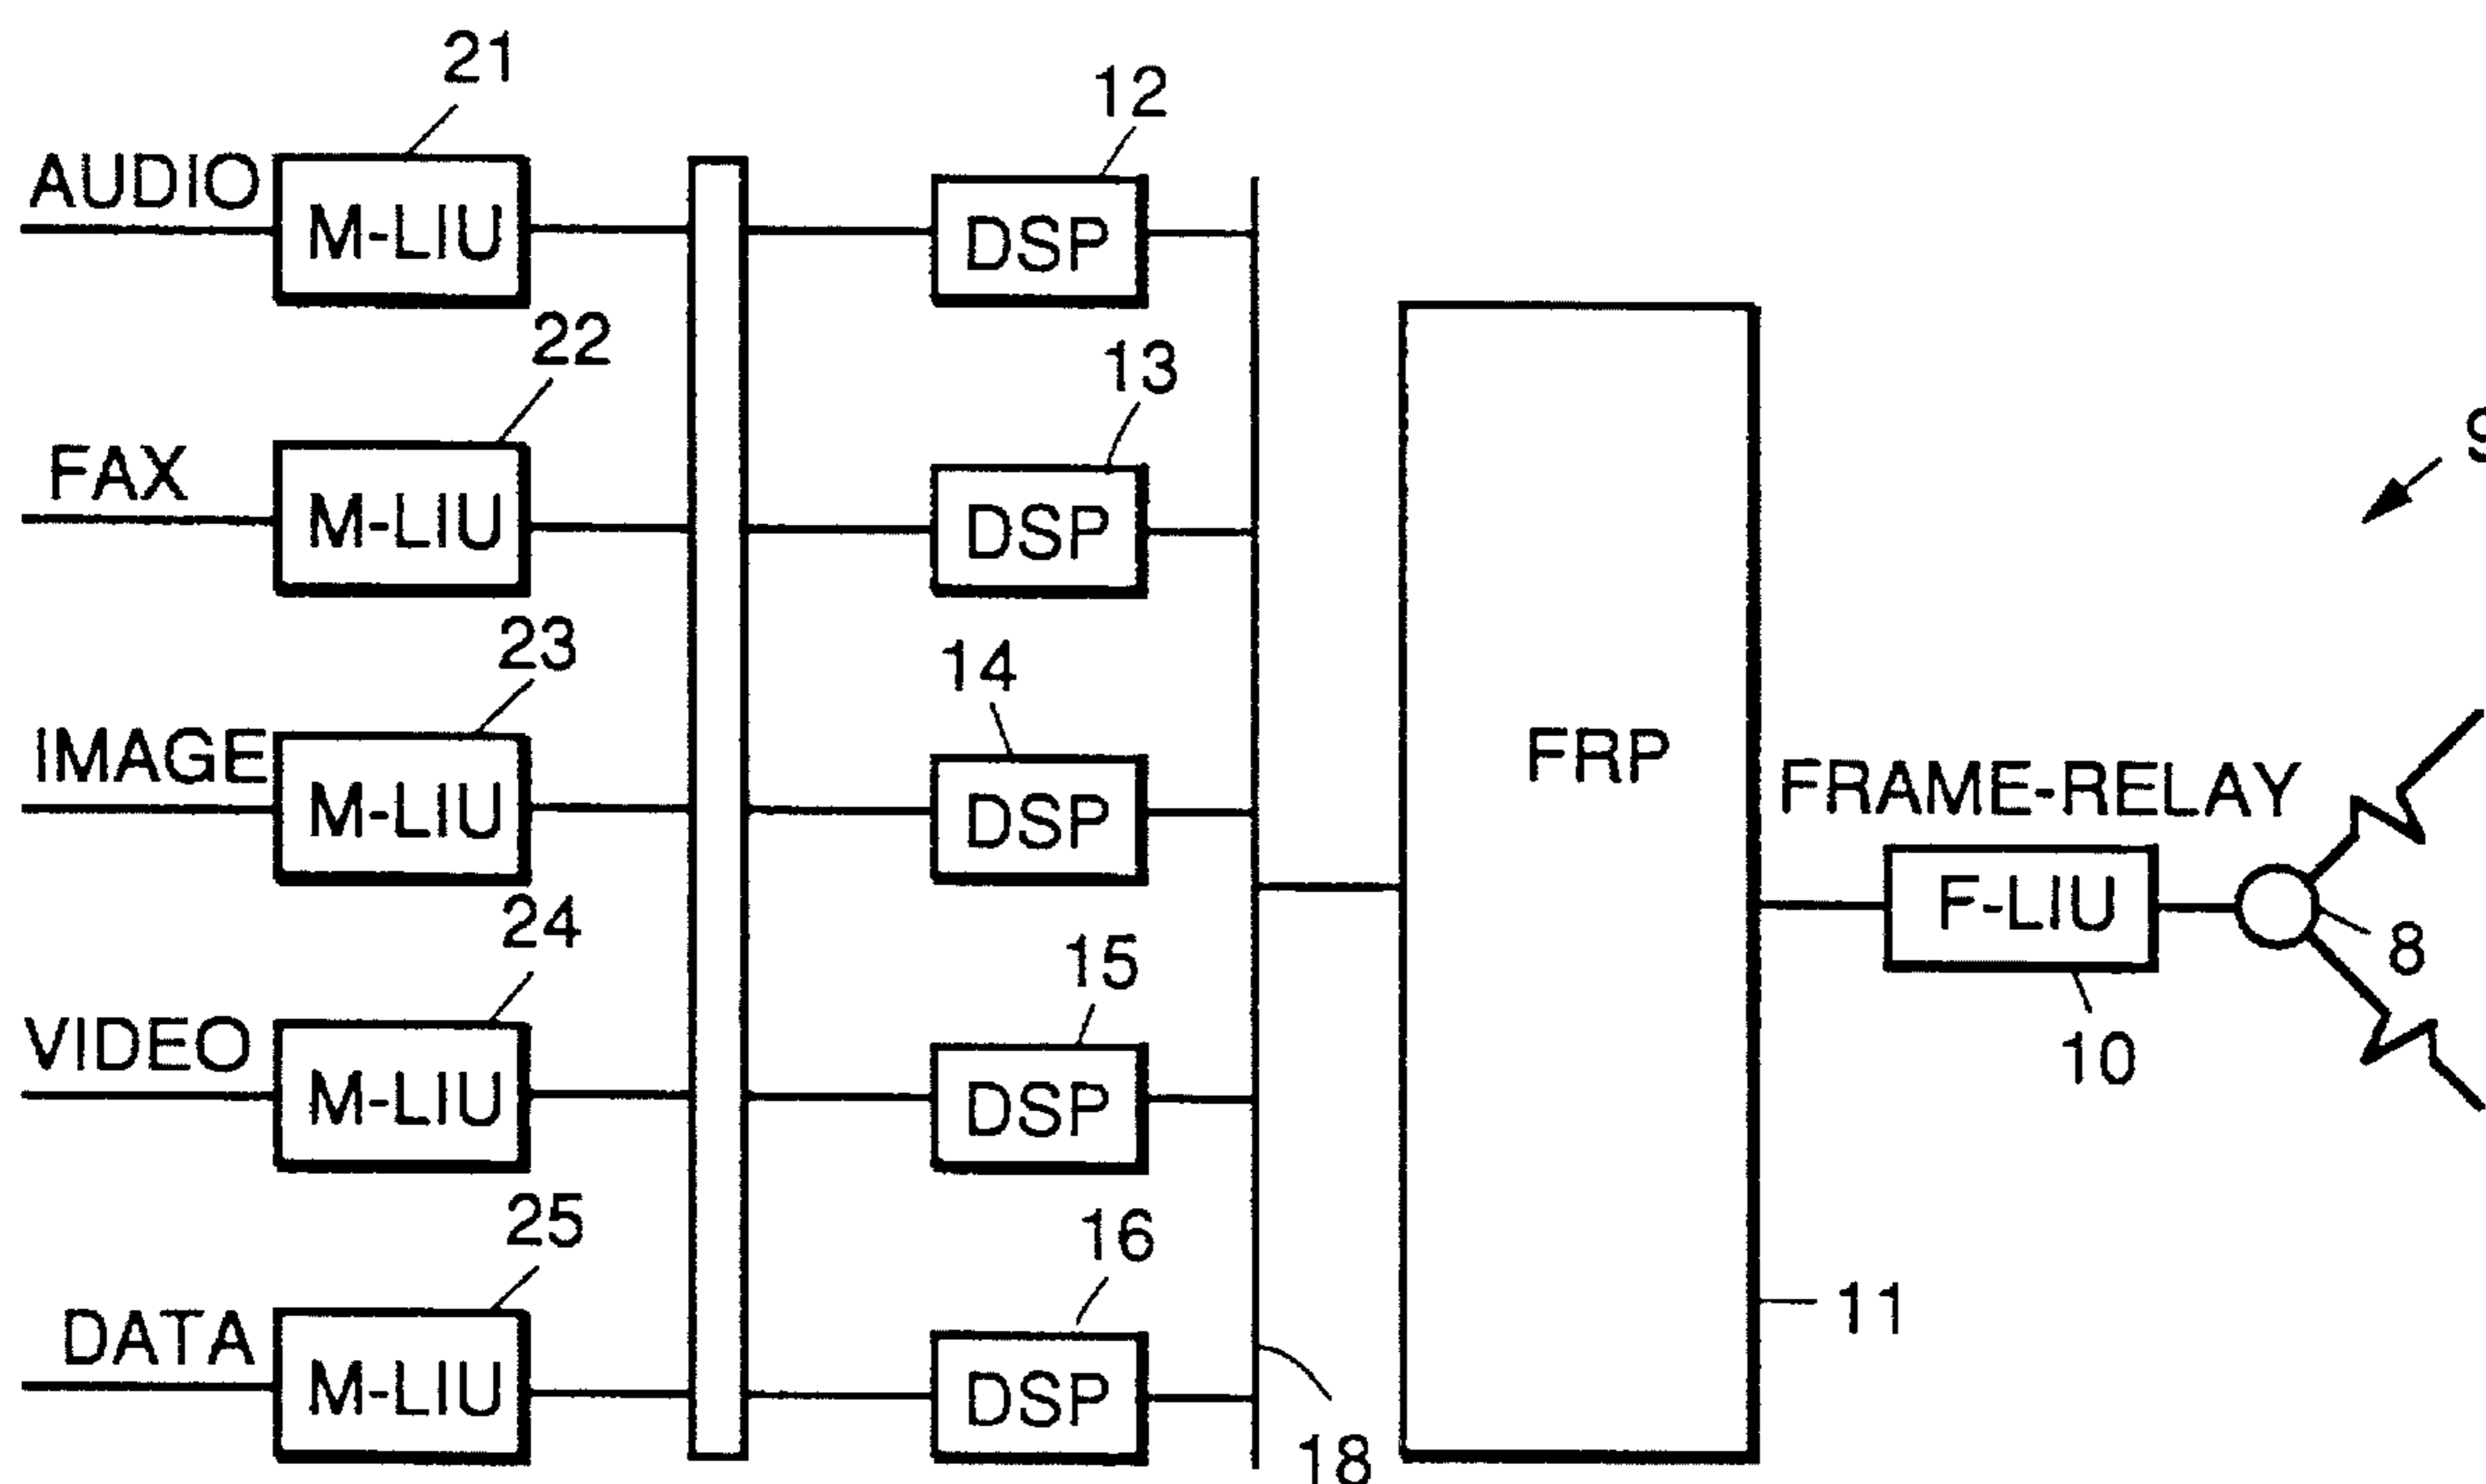 21
12
AUDIO
M-LIU
DSP
22
13
9
FAX
M-LIU
DSP
23
14
IMAGE
M-LIU
DSP
FRP
FRAME-RELAY
24
15
F-LIU
8
VIDEO
M-LIU
DSP
10
25
16
11
DATA
M-LIU
DSP
18